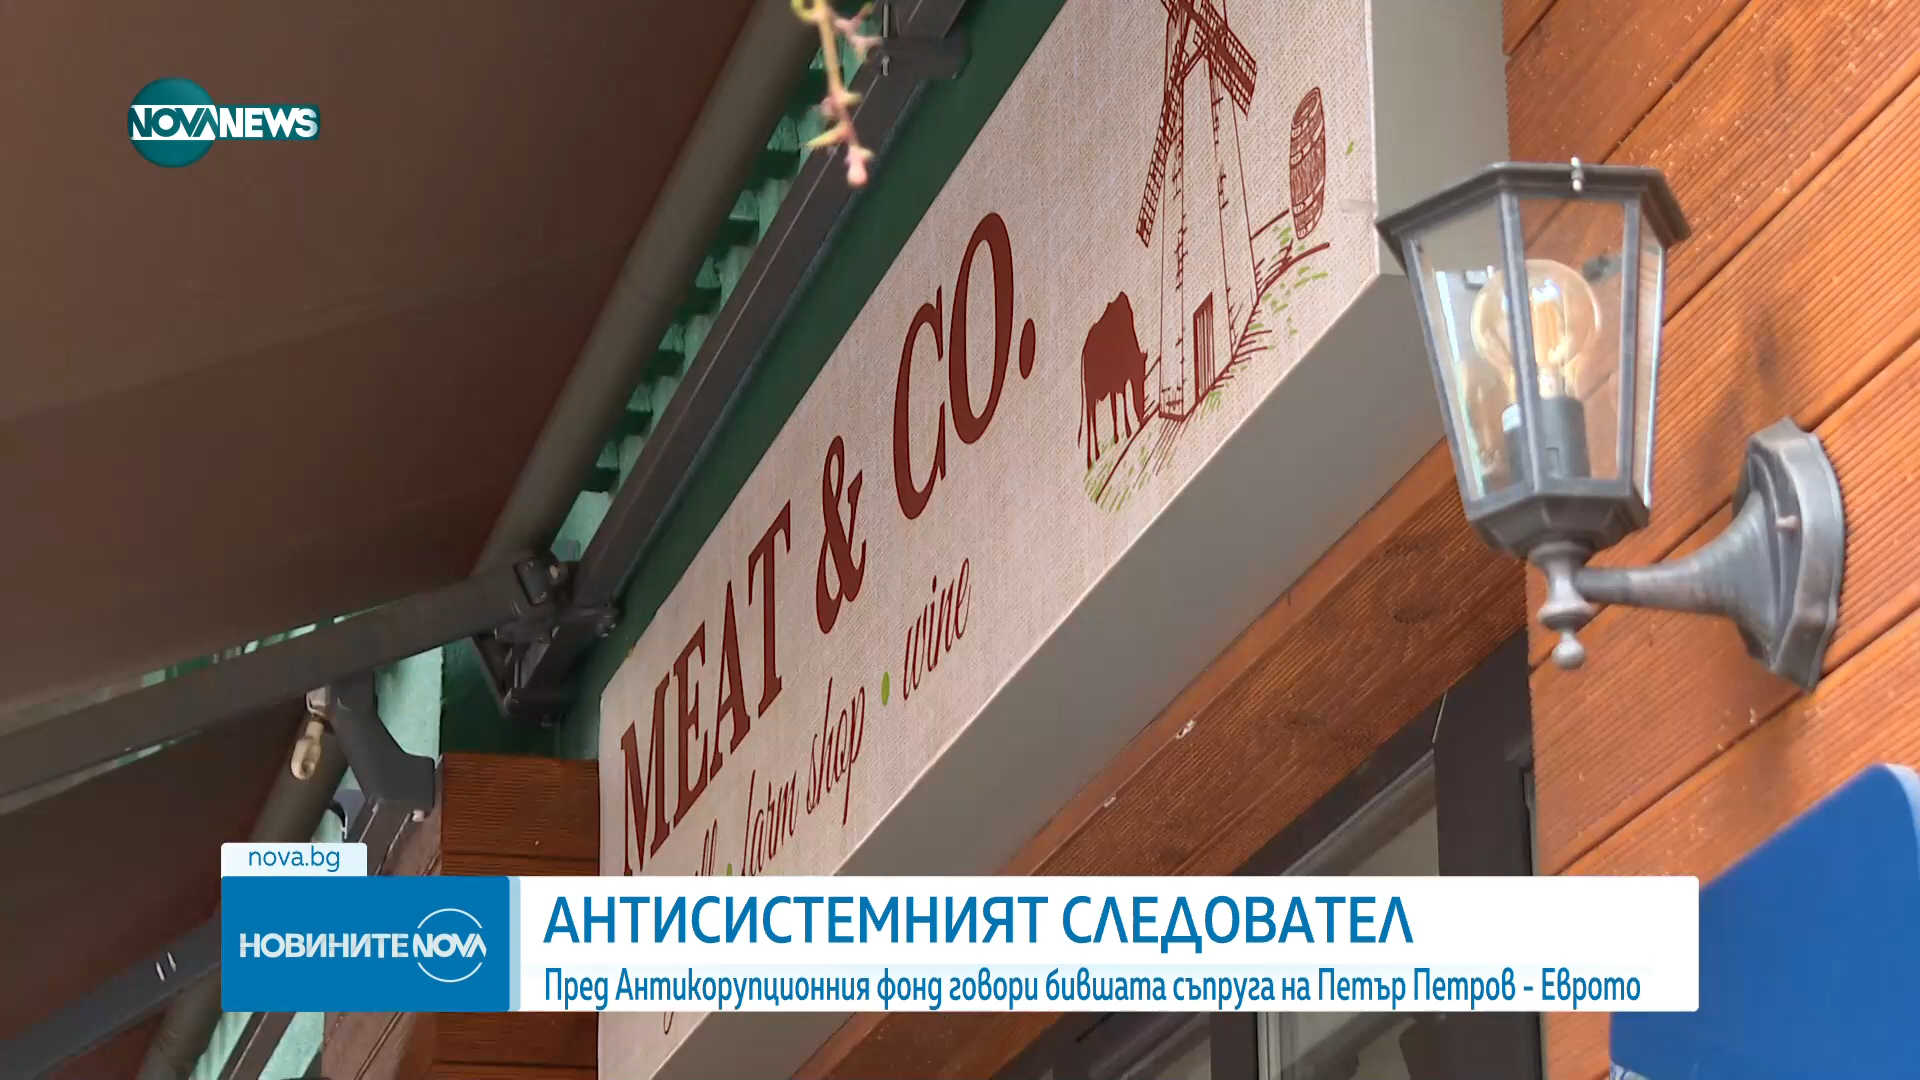 NOVANEWS
MEAT & CO.
farm shop • wine
nova.bg
НОВИНИТЕ NOVA
АНТИСИСТЕМНИЯТ СЛЕДОВАТЕЛ
Пред Антикорупционния фонд говори бившата съпруга на Петър Петров - Еврото